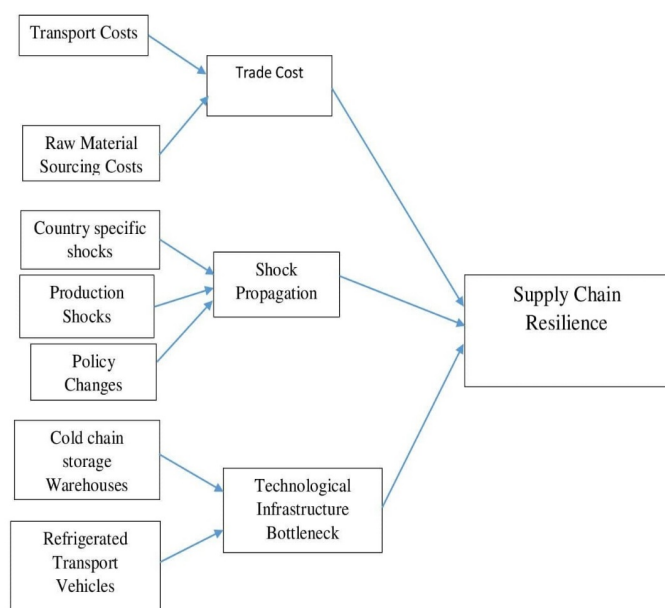 Transport Costs
Trade Cost
Raw Material
Sourcing Costs
Country specific
shocks
Shock
Propagation
Production
Shocks
Policy
Changes
Supply Chain
Resilience
Cold chain
storage
Warehouses
Technological
Infrastructure
Bottleneck
Refrigerated
Transport
Vehicles